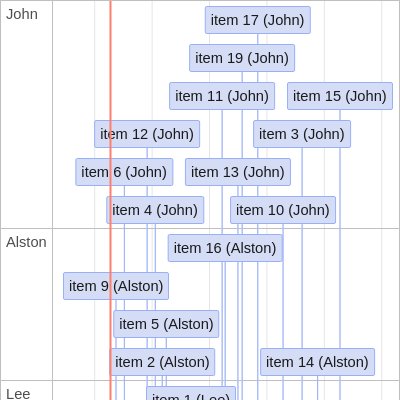 John
item 17 (John)
item 19 (John)
item 11 (John)
item 15 (John)
item 12 (John)
item 3 (John)
item 6 (John)
item 13 (John)
item 4 (John)
item 10 (John)
Alston
item 16 (Alston)
item 9 (Alston)
item 5 (Alston)
item 2 (Alston)
item 14 (Alston)
Lee
item 1 (Lee)